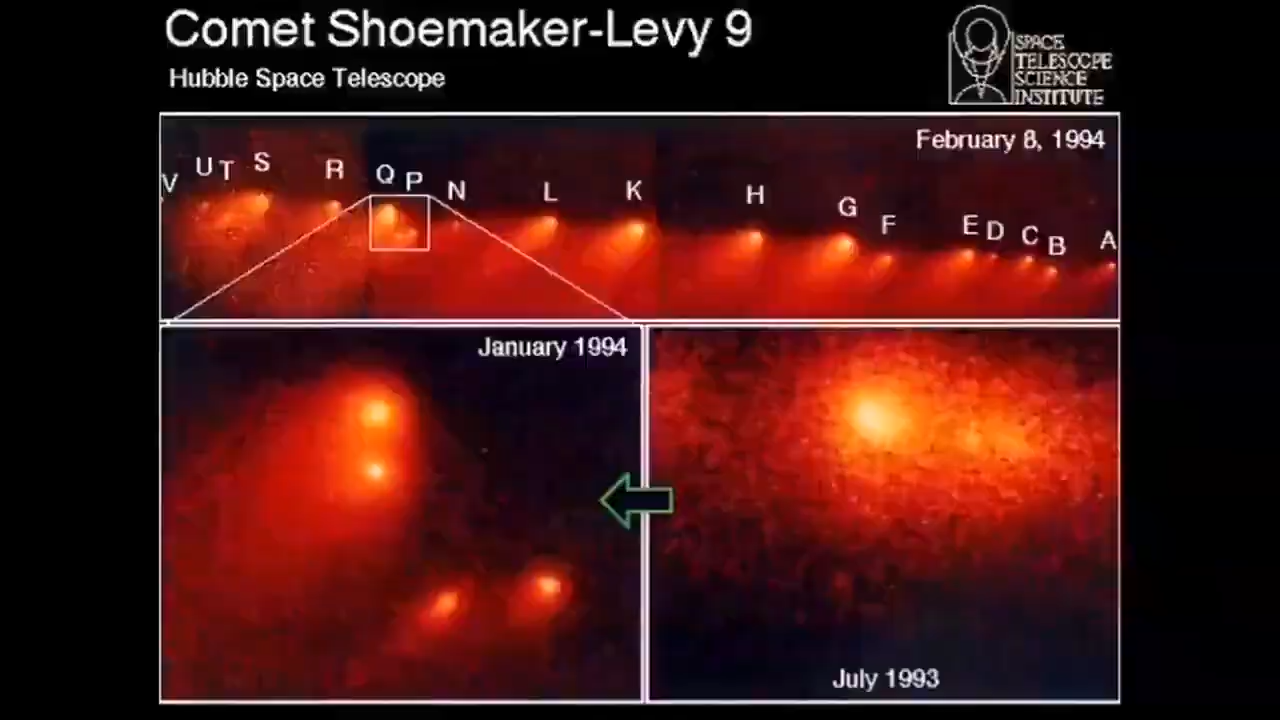 Comet Shoemaker-Levy 9
Hubble Space Telescope
SPACE
TELESCOPE
SCIENCE
INSTITUTE
February 8, 1994
V U T S R Q P N L K H G F E D C B A
January 1994
July 1993